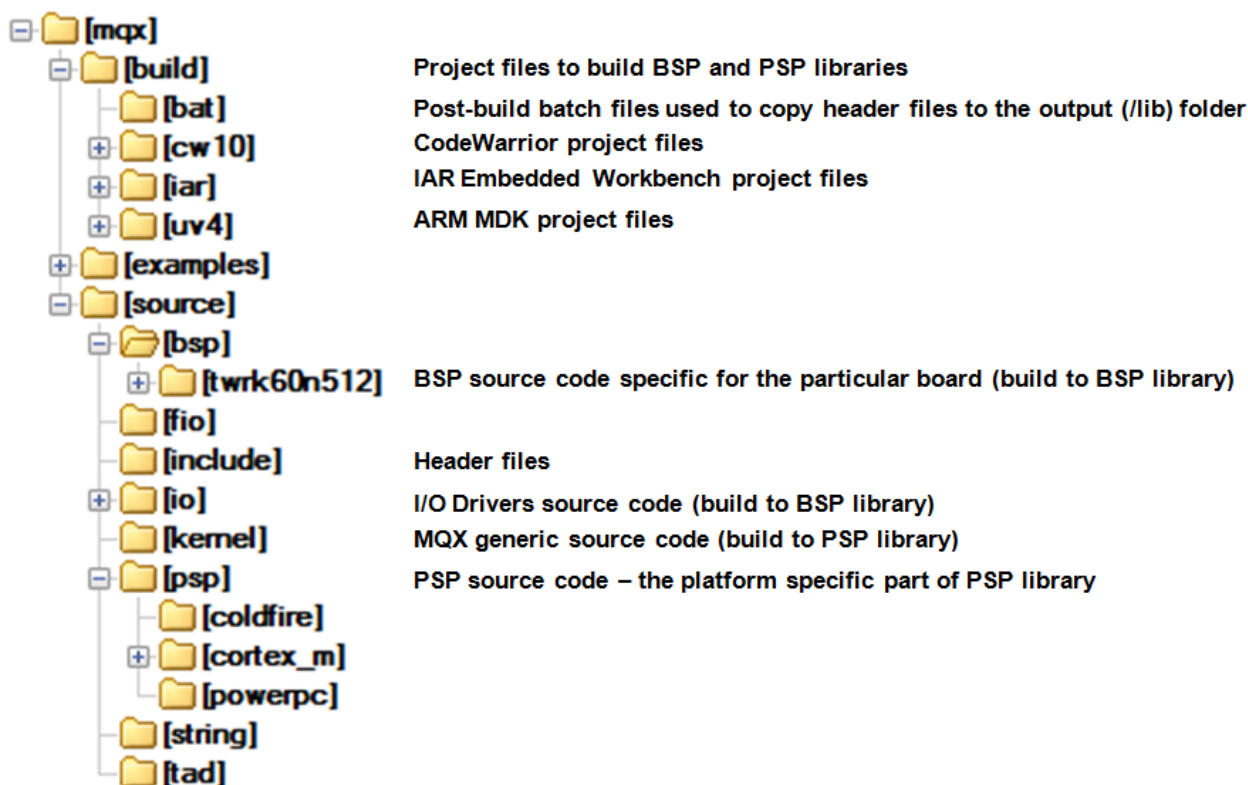 [mqx]
[build] Project files to build BSP and PSP libraries
[bat] Post-build batch files used to copy header files to the output (/lib) folder
[cw10] CodeWarrior project files
[iar] IAR Embedded Workbench project files
[uv4] ARM MDK project files
[examples]
[source]
[bsp]
[twrk60n512] BSP source code specific for the particular board (build to BSP library)
[fio]
[include] Header files
[io] I/O Drivers source code (build to BSP library)
[kernel] MQX generic source code (build to PSP library)
[psp] PSP source code – the platform specific part of PSP library
[coldfire]
[cortex_m]
[powerpc]
[string]
[tad]